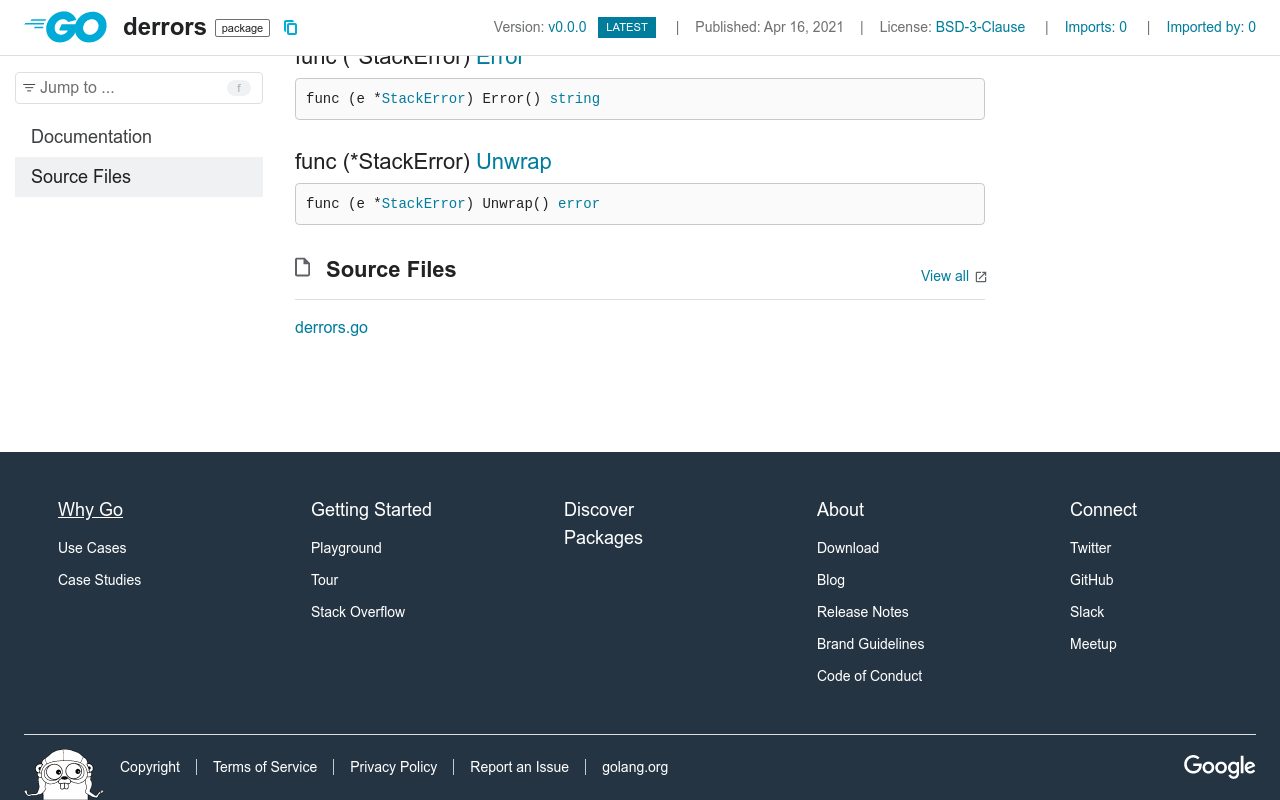 GO derrors package
Version: v0.0.0 LATEST | Published: Apr 16, 2021 | License: BSD-3-Clause | Imports: 0 | Imported by: 0
Jump to ... f
Documentation
Source Files
func (*StackError) Error
func (e *StackError) Error() string
func (*StackError) Unwrap
func (e *StackError) Unwrap() error
Source Files
View all
derrors.go
Why Go
Use Cases
Case Studies
Getting Started
Playground
Tour
Stack Overflow
Discover
Packages
About
Download
Blog
Release Notes
Brand Guidelines
Code of Conduct
Connect
Twitter
GitHub
Slack
Meetup
Copyright
Terms of Service
Privacy Policy
Report an Issue
golang.org
Google